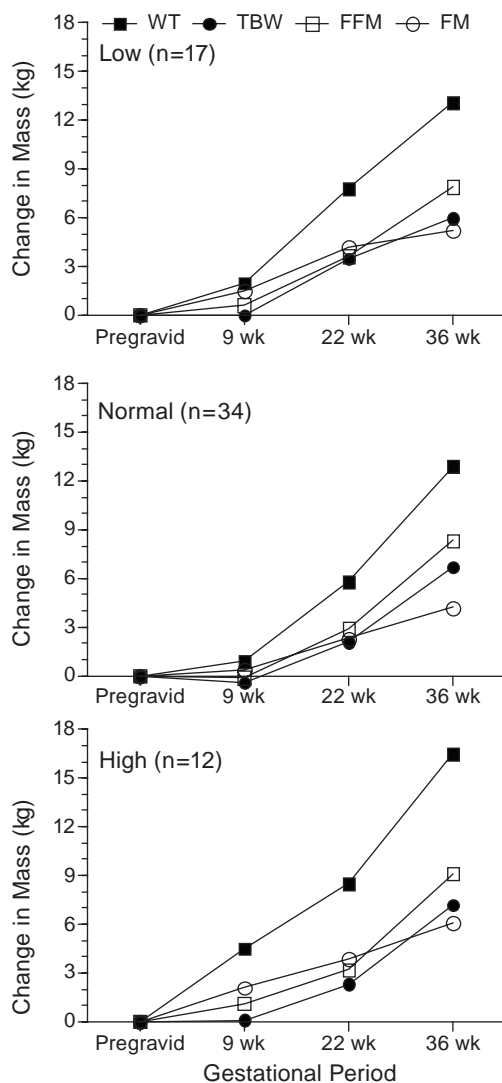 WT TBW FFM FM
Low (n=17)
Change in Mass (kg)
18
15
12
9
6
3
0
Pregravid 9 wk 22 wk 36 wk
Normal (n=34)
Change in Mass (kg)
18
15
12
9
6
3
0
Pregravid 9 wk 22 wk 36 wk
High (n=12)
Change in Mass (kg)
18
15
12
9
6
3
0
Pregravid 9 wk 22 wk 36 wk
Gestational Period